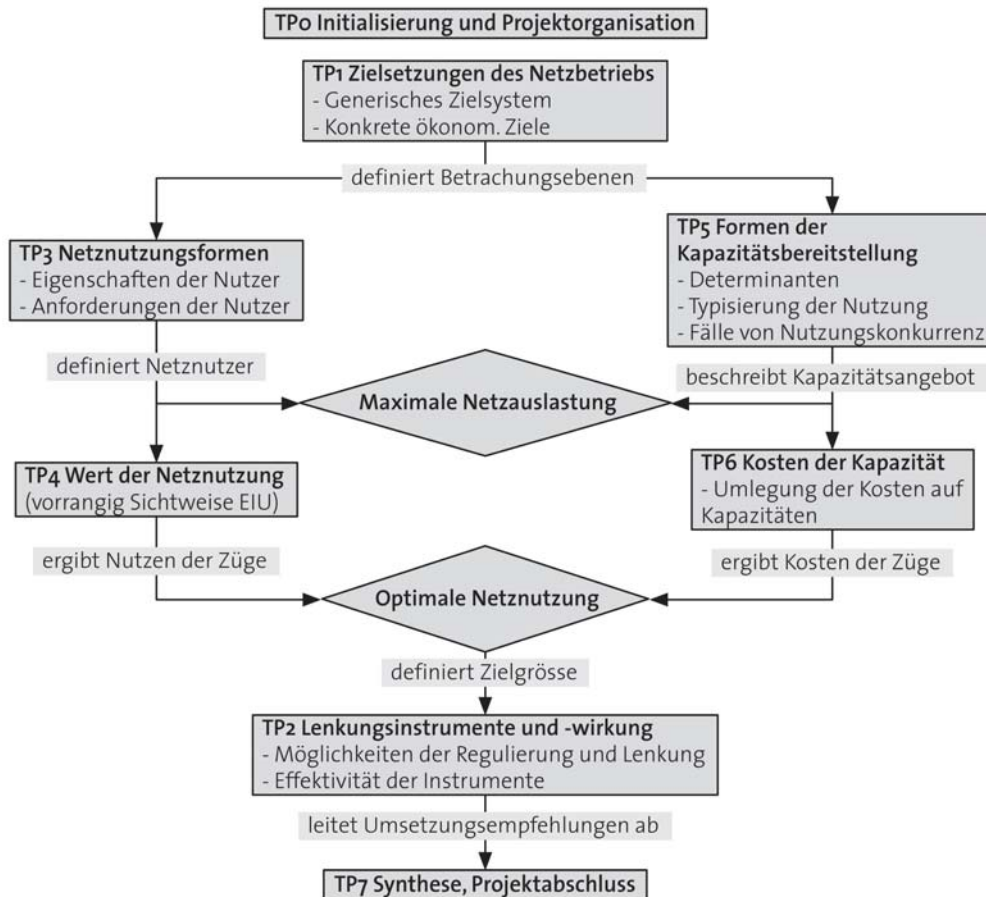 TP0 Initialisierung und Projektorganisation
TP1 Zielsetzungen des Netzbetriebs
- Generisches Zielsystem
- Konkrete ökonom. Ziele
definiert Betrachungsebenen
TP3 Netznutzungsformen
- Eigenschaften der Nutzer
- Anforderungen der Nutzer
TP5 Formen der
Kapazitätsbereitstellung
- Determinanten
- Typisierung der Nutzung
- Fälle von Nutzungskonkurrenz
definiert Netznutzer
beschreibt Kapazitätsangebot
Maximale Netzauslastung
TP4 Wert der Netznutzung
(vorrangig Sichtweise EIU)
TP6 Kosten der Kapazität
- Umlegung der Kosten auf
Kapazitäten
ergibt Nutzen der Züge
ergibt Kosten der Züge
Optimale Netznutzung
definiert Zielgrösse
TP2 Lenkungsinstrumente und -wirkung
- Möglichkeiten der Regulierung und Lenkung
- Effektivität der Instrumente
leitet Umsetzungsempfehlungen ab
TP7 Synthese, Projektabschluss